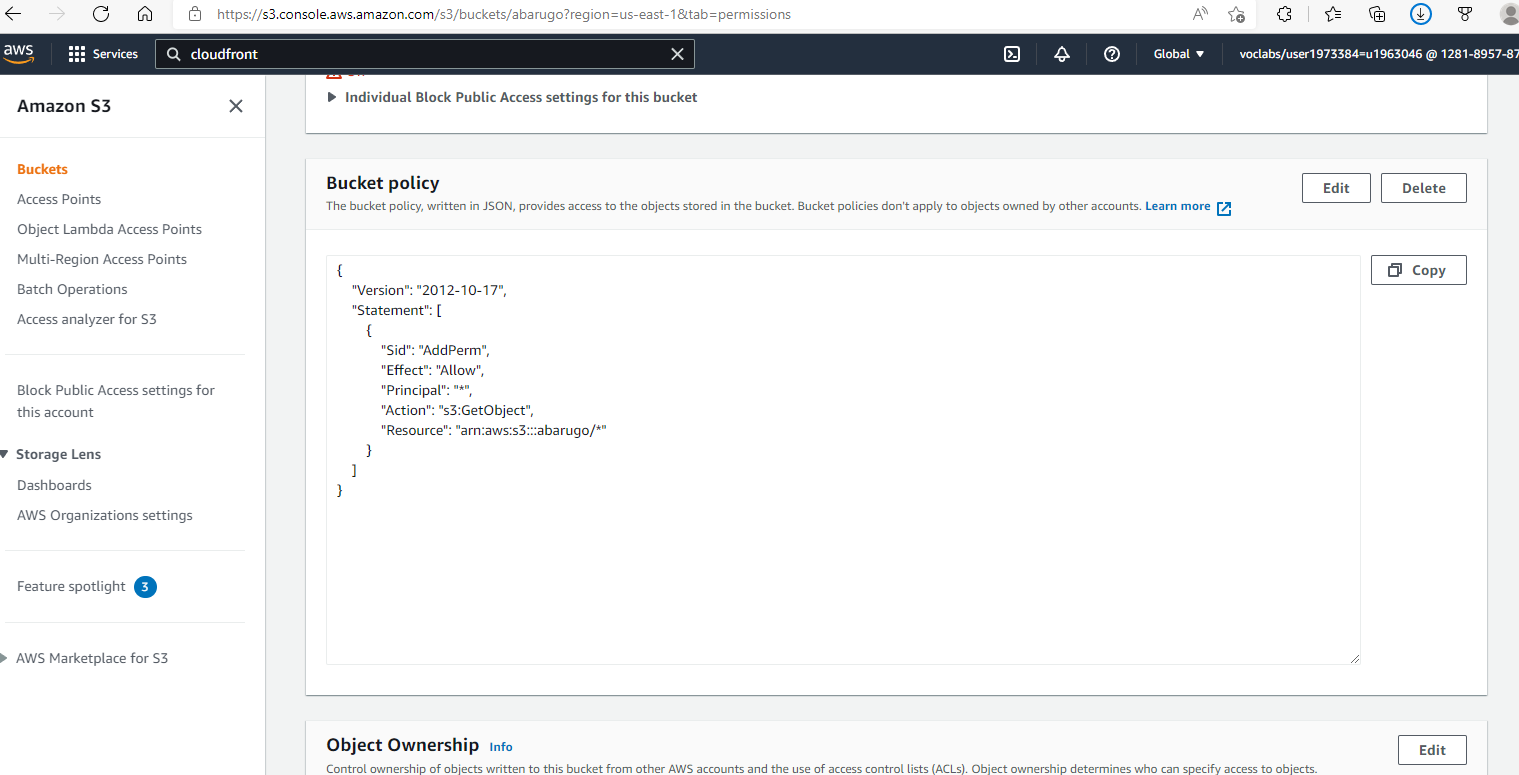 https://s3.console.aws.amazon.com/s3/buckets/abarugo?region=us-east-1&tab=permissions
aws
Services
cloudfront
Global
voclabs/user1973384=u1963046 @ 1281-8957-87
Amazon S3
Individual Block Public Access settings for this bucket
Buckets
Access Points
Object Lambda Access Points
Multi-Region Access Points
Batch Operations
Access analyzer for S3
Block Public Access settings for
this account
Storage Lens
Dashboards
AWS Organizations settings
Feature spotlight 3
AWS Marketplace for S3
Bucket policy
The bucket policy, written in JSON, provides access to the objects stored in the bucket. Bucket policies don't apply to objects owned by other accounts. Learn more
Edit
Delete
Copy
{
"Version": "2012-10-17",
"Statement": [
{
"Sid": "AddPerm",
"Effect": "Allow",
"Principal": "*",
"Action": "s3:GetObject",
"Resource": "arn:aws:s3:::abarugo/*"
}
]
}
Object Ownership Info
Edit
Control ownership of objects written to this bucket from other AWS accounts and the use of access control lists (ACLs). Object ownership determines who can specify access to objects.